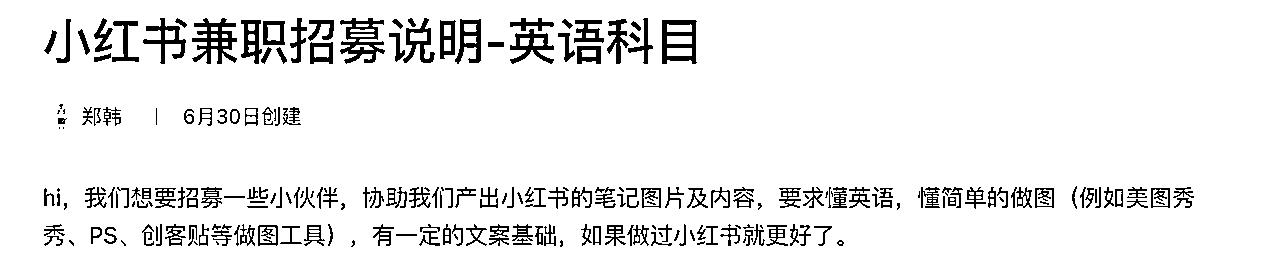 小红书兼职招募说明-英语科目
郑韩 | 6月30日创建
hi，我们想要招募一些小伙伴，协助我们产出小红书的笔记图片及内容，要求懂英语，懂简单的做图（例如美图秀
秀、PS、创客贴等做图工具），有一定的文案基础，如果做过小红书就更好了。